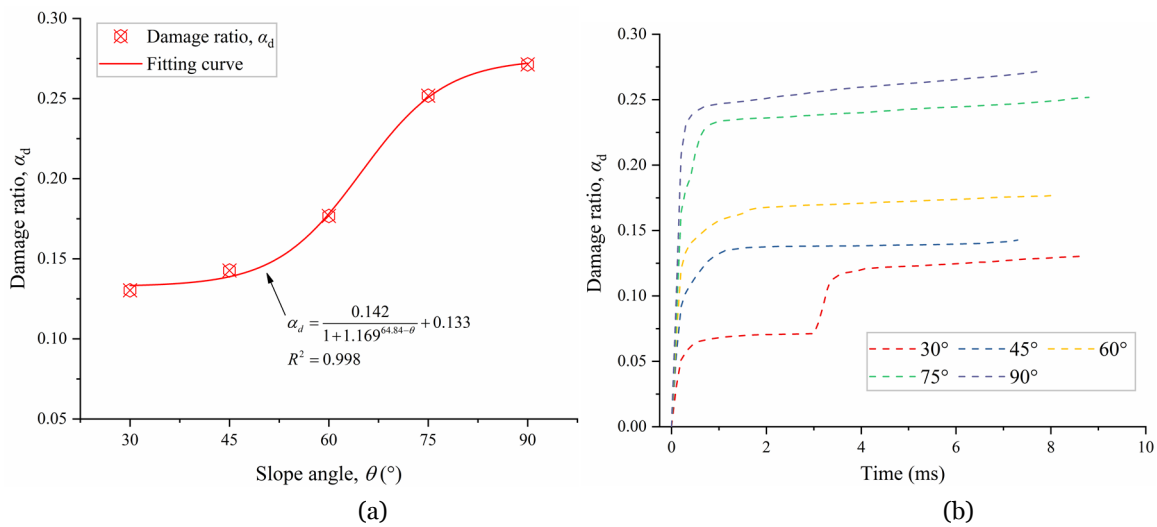 0.30
0.25
0.20
0.15
0.10
0.05
Damage ratio, αd
Damage ratio, αd
Fitting curve
αd = 0.142 / (1+1.169^(64.84−θ)) + 0.133
R² = 0.998
30 45 60 75 90
Slope angle, θ (°)
(a)
0.30
0.25
0.20
0.15
0.10
0.05
0.00
Damage ratio, αd
30° 45° 60°
75° 90°
0 2 4 6 8 10
Time (ms)
(b)